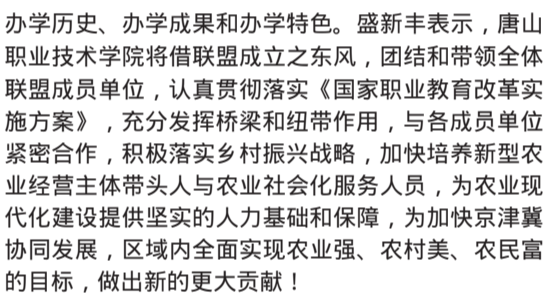 办学历史、办学成果和办学特色。盛新丰表示，唐山
职业技术学院将借联盟成立之东风，团结和带领全体
联盟成员单位，认真贯彻落实《国家职业教育改革实
施方案》，充分发挥桥梁和纽带作用，与各成员单位
紧密合作，积极落实乡村振兴战略，加快培养新型农
业经营主体带头人与农业社会化服务人员，为农业现
代化建设提供坚实的人力基础和保障，为加快京津冀
协同发展，区域内全面实现农业强、农村美、农民富
的目标，做出新的更大贡献！